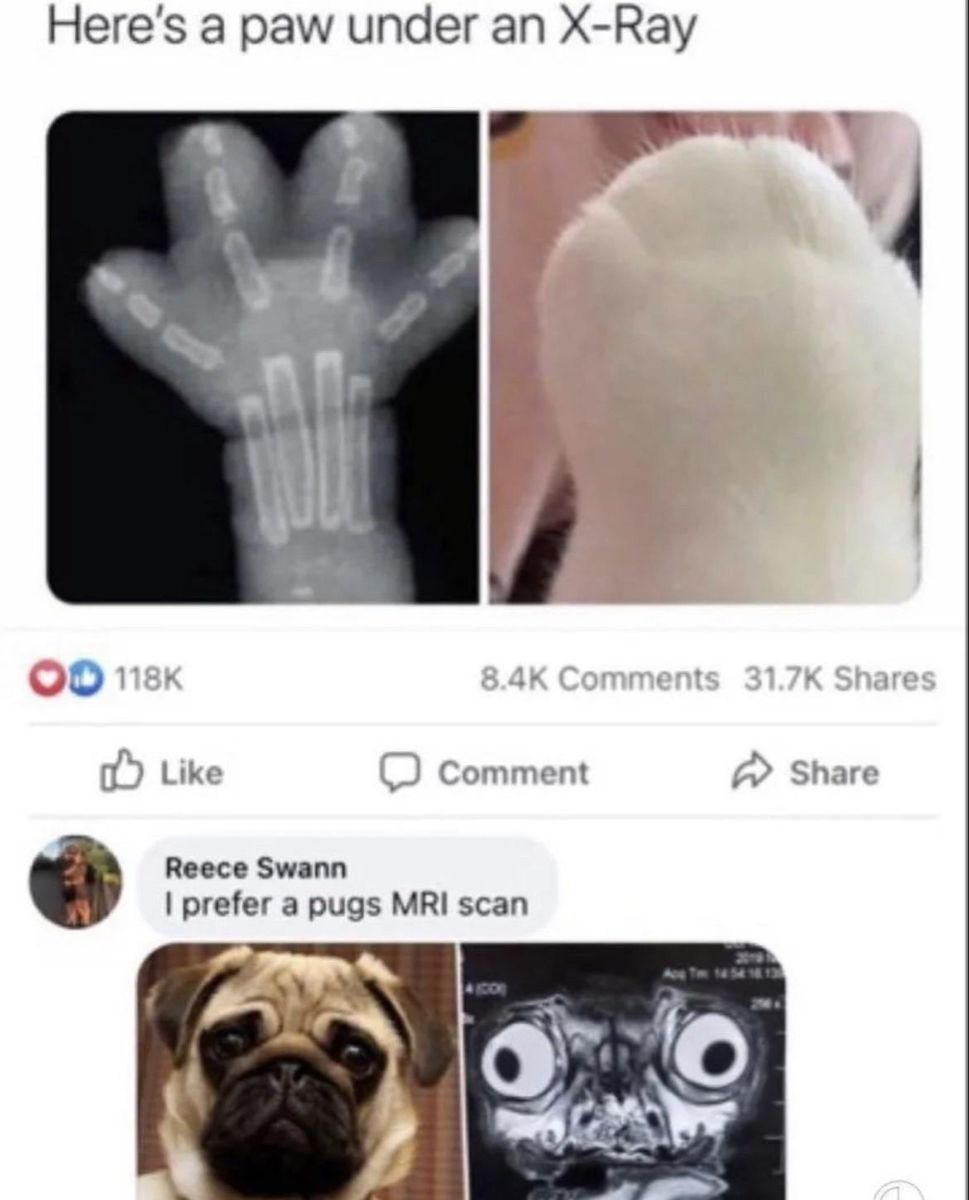 Here's a paw under an X-Ray
118K
8.4K Comments 31.7K Shares
Like
Comment
Share
Reece Swann
I prefer a pugs MRI scan